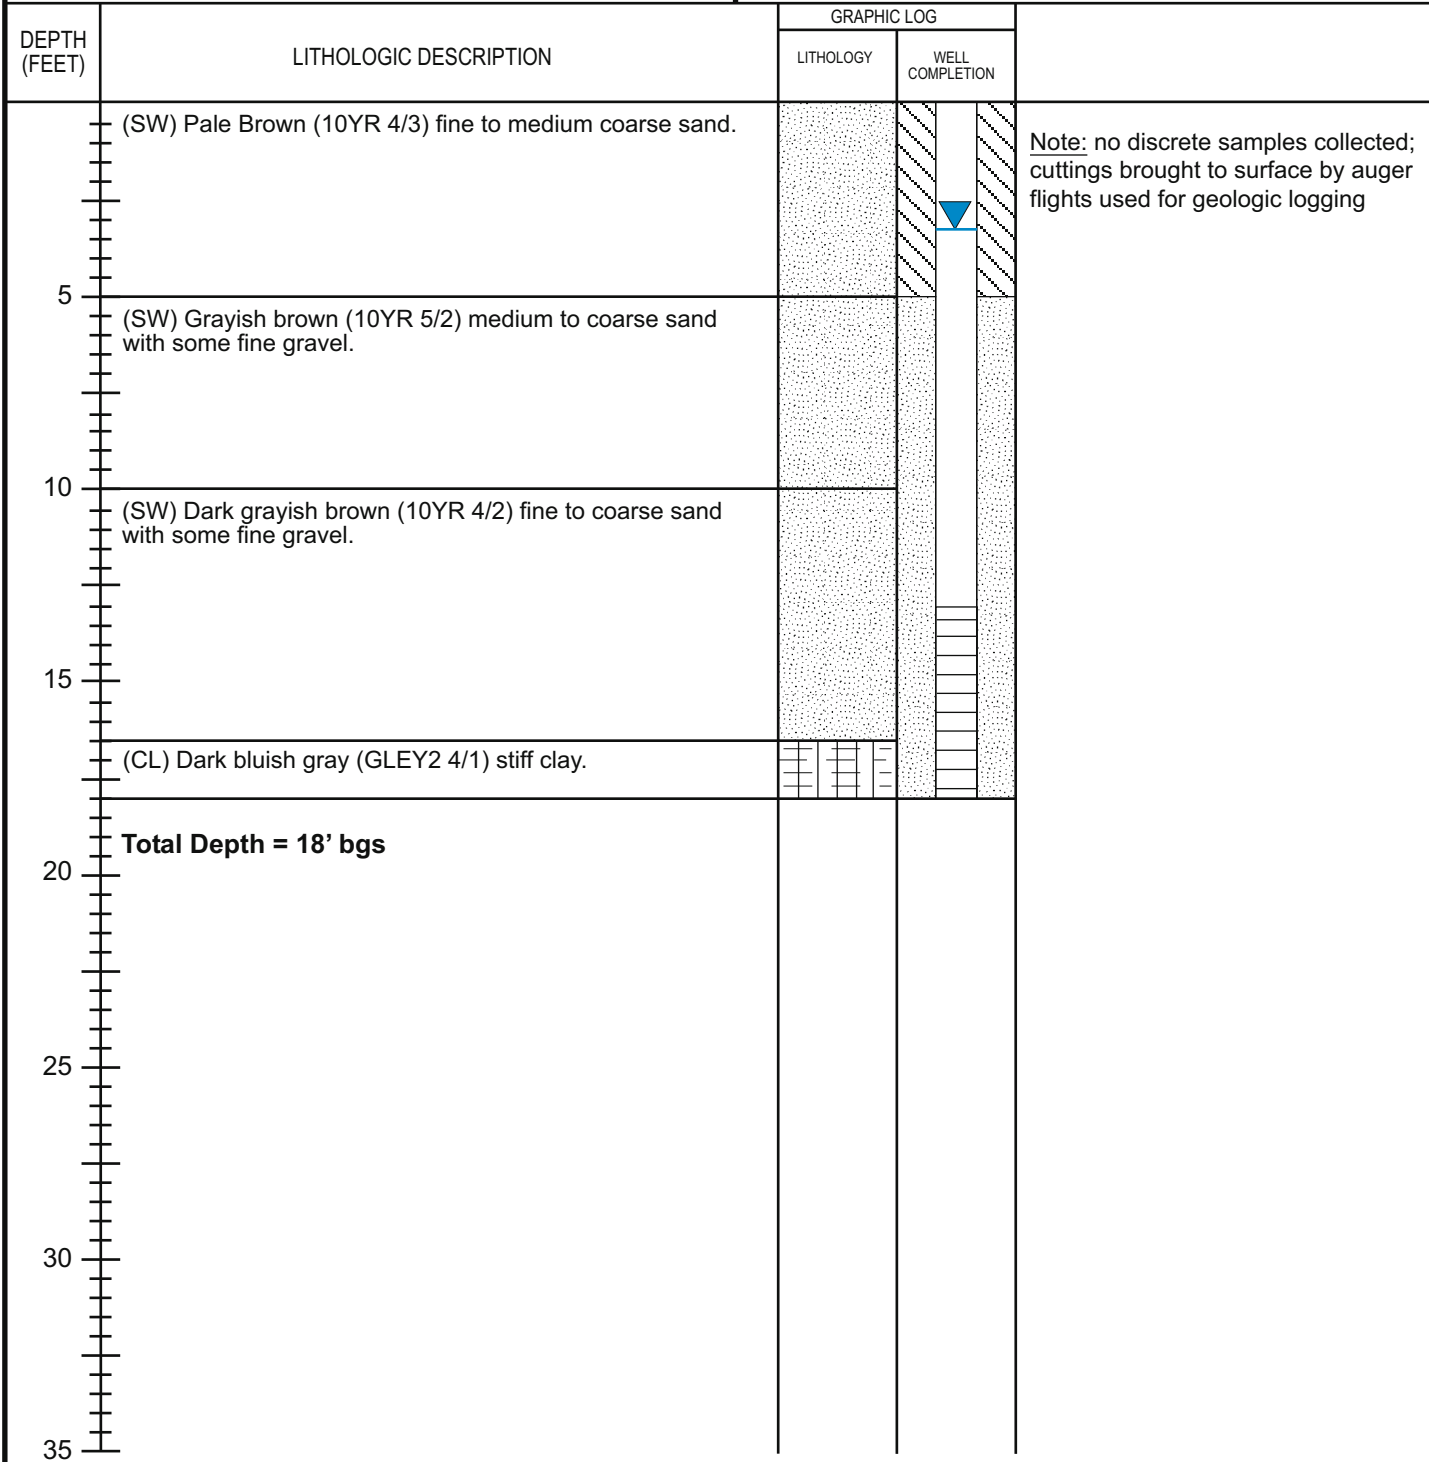 DEPTH
(FEET)
LITHOLOGIC DESCRIPTION
GRAPHIC LOG
LITHOLOGY
WELL
COMPLETION
(SW) Pale Brown (10YR 4/3) fine to medium coarse sand.
Note: no discrete samples collected;
cuttings brought to surface by auger
flights used for geologic logging
5
(SW) Grayish brown (10YR 5/2) medium to coarse sand
with some fine gravel.
10
(SW) Dark grayish brown (10YR 4/2) fine to coarse sand
with some fine gravel.
15
(CL) Dark bluish gray (GLEY2 4/1) stiff clay.
Total Depth = 18’ bgs
20
25
30
35